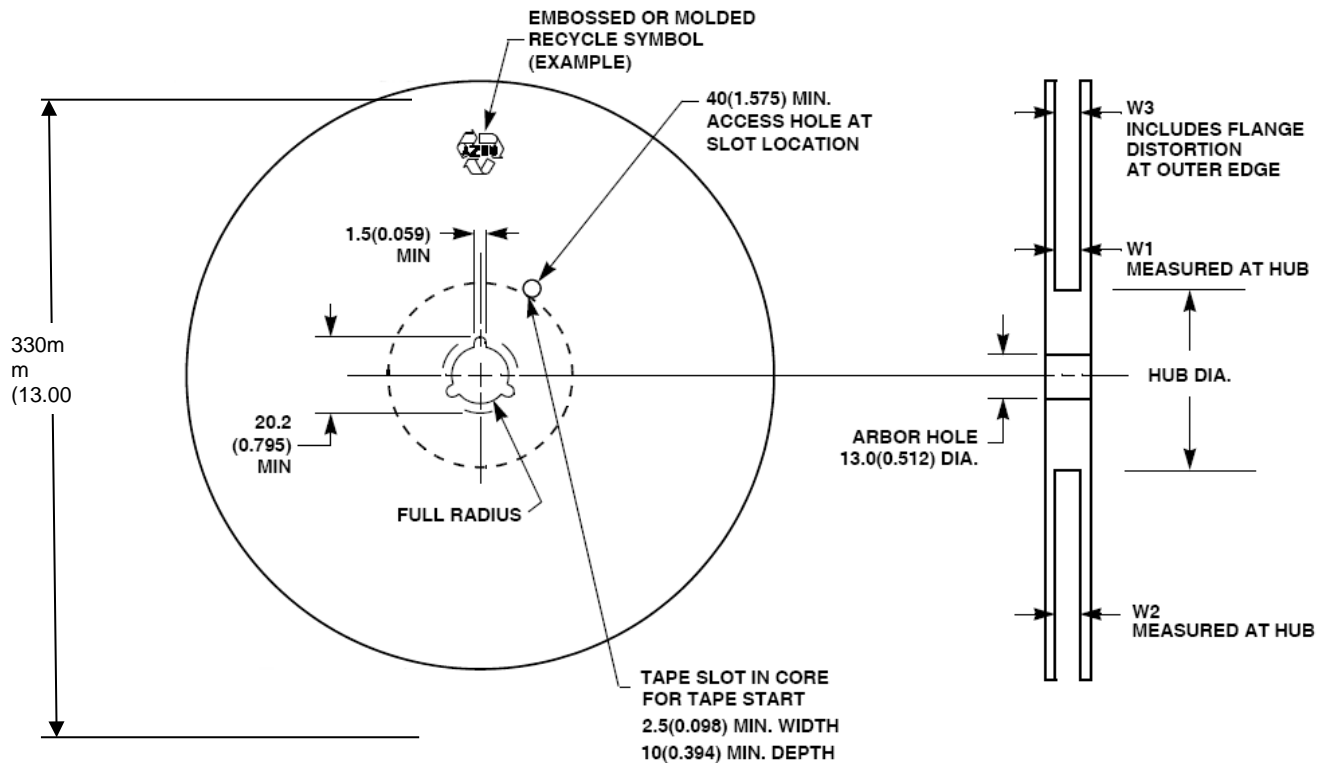 EMBOSSED OR MOLDED
RECYCLE SYMBOL
(EXAMPLE)
40(1.575) MIN.
ACCESS HOLE AT
SLOT LOCATION
W3
INCLUDES FLANGE
DISTORTION
AT OUTER EDGE
1.5(0.059)
MIN
W1
MEASURED AT HUB
330m
m
(13.00
HUB DIA.
20.2
(0.795)
MIN
ARBOR HOLE
13.0(0.512) DIA.
FULL RADIUS
W2
MEASURED AT HUB
TAPE SLOT IN CORE
FOR TAPE START
2.5(0.098) MIN. WIDTH
10(0.394) MIN. DEPTH